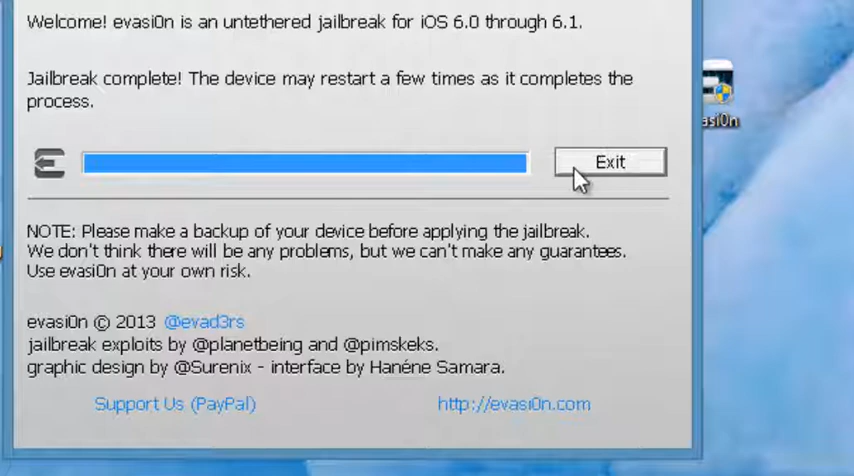 Welcome! evasi0n is an untethered jailbreak for iOS 6.0 through 6.1.
Jailbreak complete! The device may restart a few times as it completes the
process.
Exit
asi0n
NOTE: Please make a backup of your device before applying the jailbreak.
We don't think there will be any problems, but we can't make any guarantees.
Use evasi0n at your own risk.
evasi0n © 2013 @evad3rs
jailbreak exploits by @planetbeing and @pimskeks.
graphic design by @Surenix - interface by Hanéne Samara.
Support Us (PayPal) http://evasi0n.com